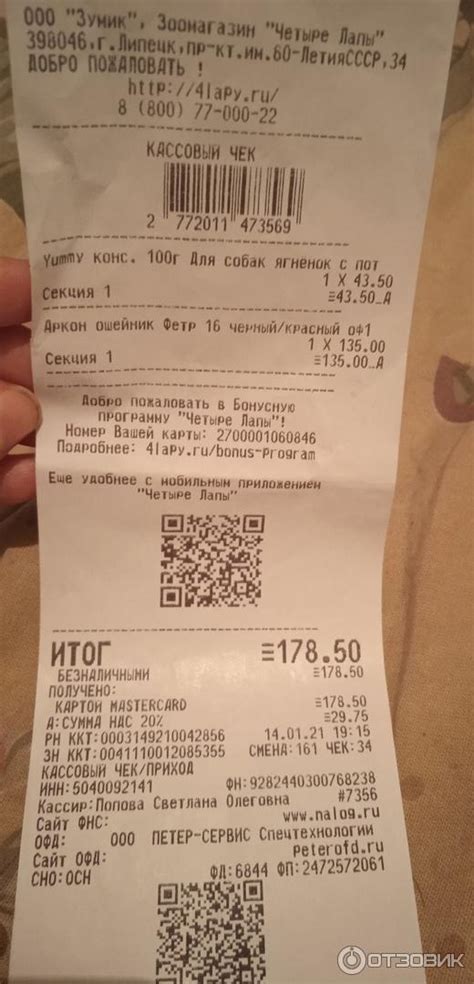 ООО "Зумик", Зоомагазин "Четыре Лапы"
398046,г.Липецк,пр-кт.им.60-ЛетияСССР,34
ДОБРО ПОЖАЛОВАТЬ !
http://4lapy.ru/
8 (800) 77-000-22
КАССОВЫЙ ЧЕК
2 772011 473569
Yummy конс. 100г Для собак ягненок с пот
1 X 43.50
Секция 1 ≡43.50_А
Аркон ошейник Фетр 16 черный/красный оф1
1 X 135.00
Секция 1 ≡135.00_А
Добро пожаловать в Бонусную
программу "Четыре Лапы"!
Номер Вашей карты: 2700001060846
Подробнее: 4lapy.ru/bonus-program
Еще удобнее с мобильным приложением
"Четыре Лапы"
ИТОГ ≡178.50
БЕЗНАЛИЧНЫМИ ≡178.50
ПОЛУЧЕНО:
КАРТОЙ MASTERCARD ≡178.50
А:СУММА НДС 20% ≡29.75
РН ККТ:0003149210042856 14.01.21 19:15
ЗН ККТ:0041110012085355 СМЕНА:161 ЧЕК:34
КАССОВЫЙ ЧЕК/ПРИХОД
ИНН:5040092141 ФН:9282440300768238
Кассир:Попова Светлана Олеговна #7356
Сайт ФНС: www.nalog.ru
ОФД: ООО ПЕТЕР-СЕРВИС Спецтехнологии
Сайт ОФД: peterofd.ru
СНО:ОСН ФД:6844 ФП:2472572061
ОТЗОВИК